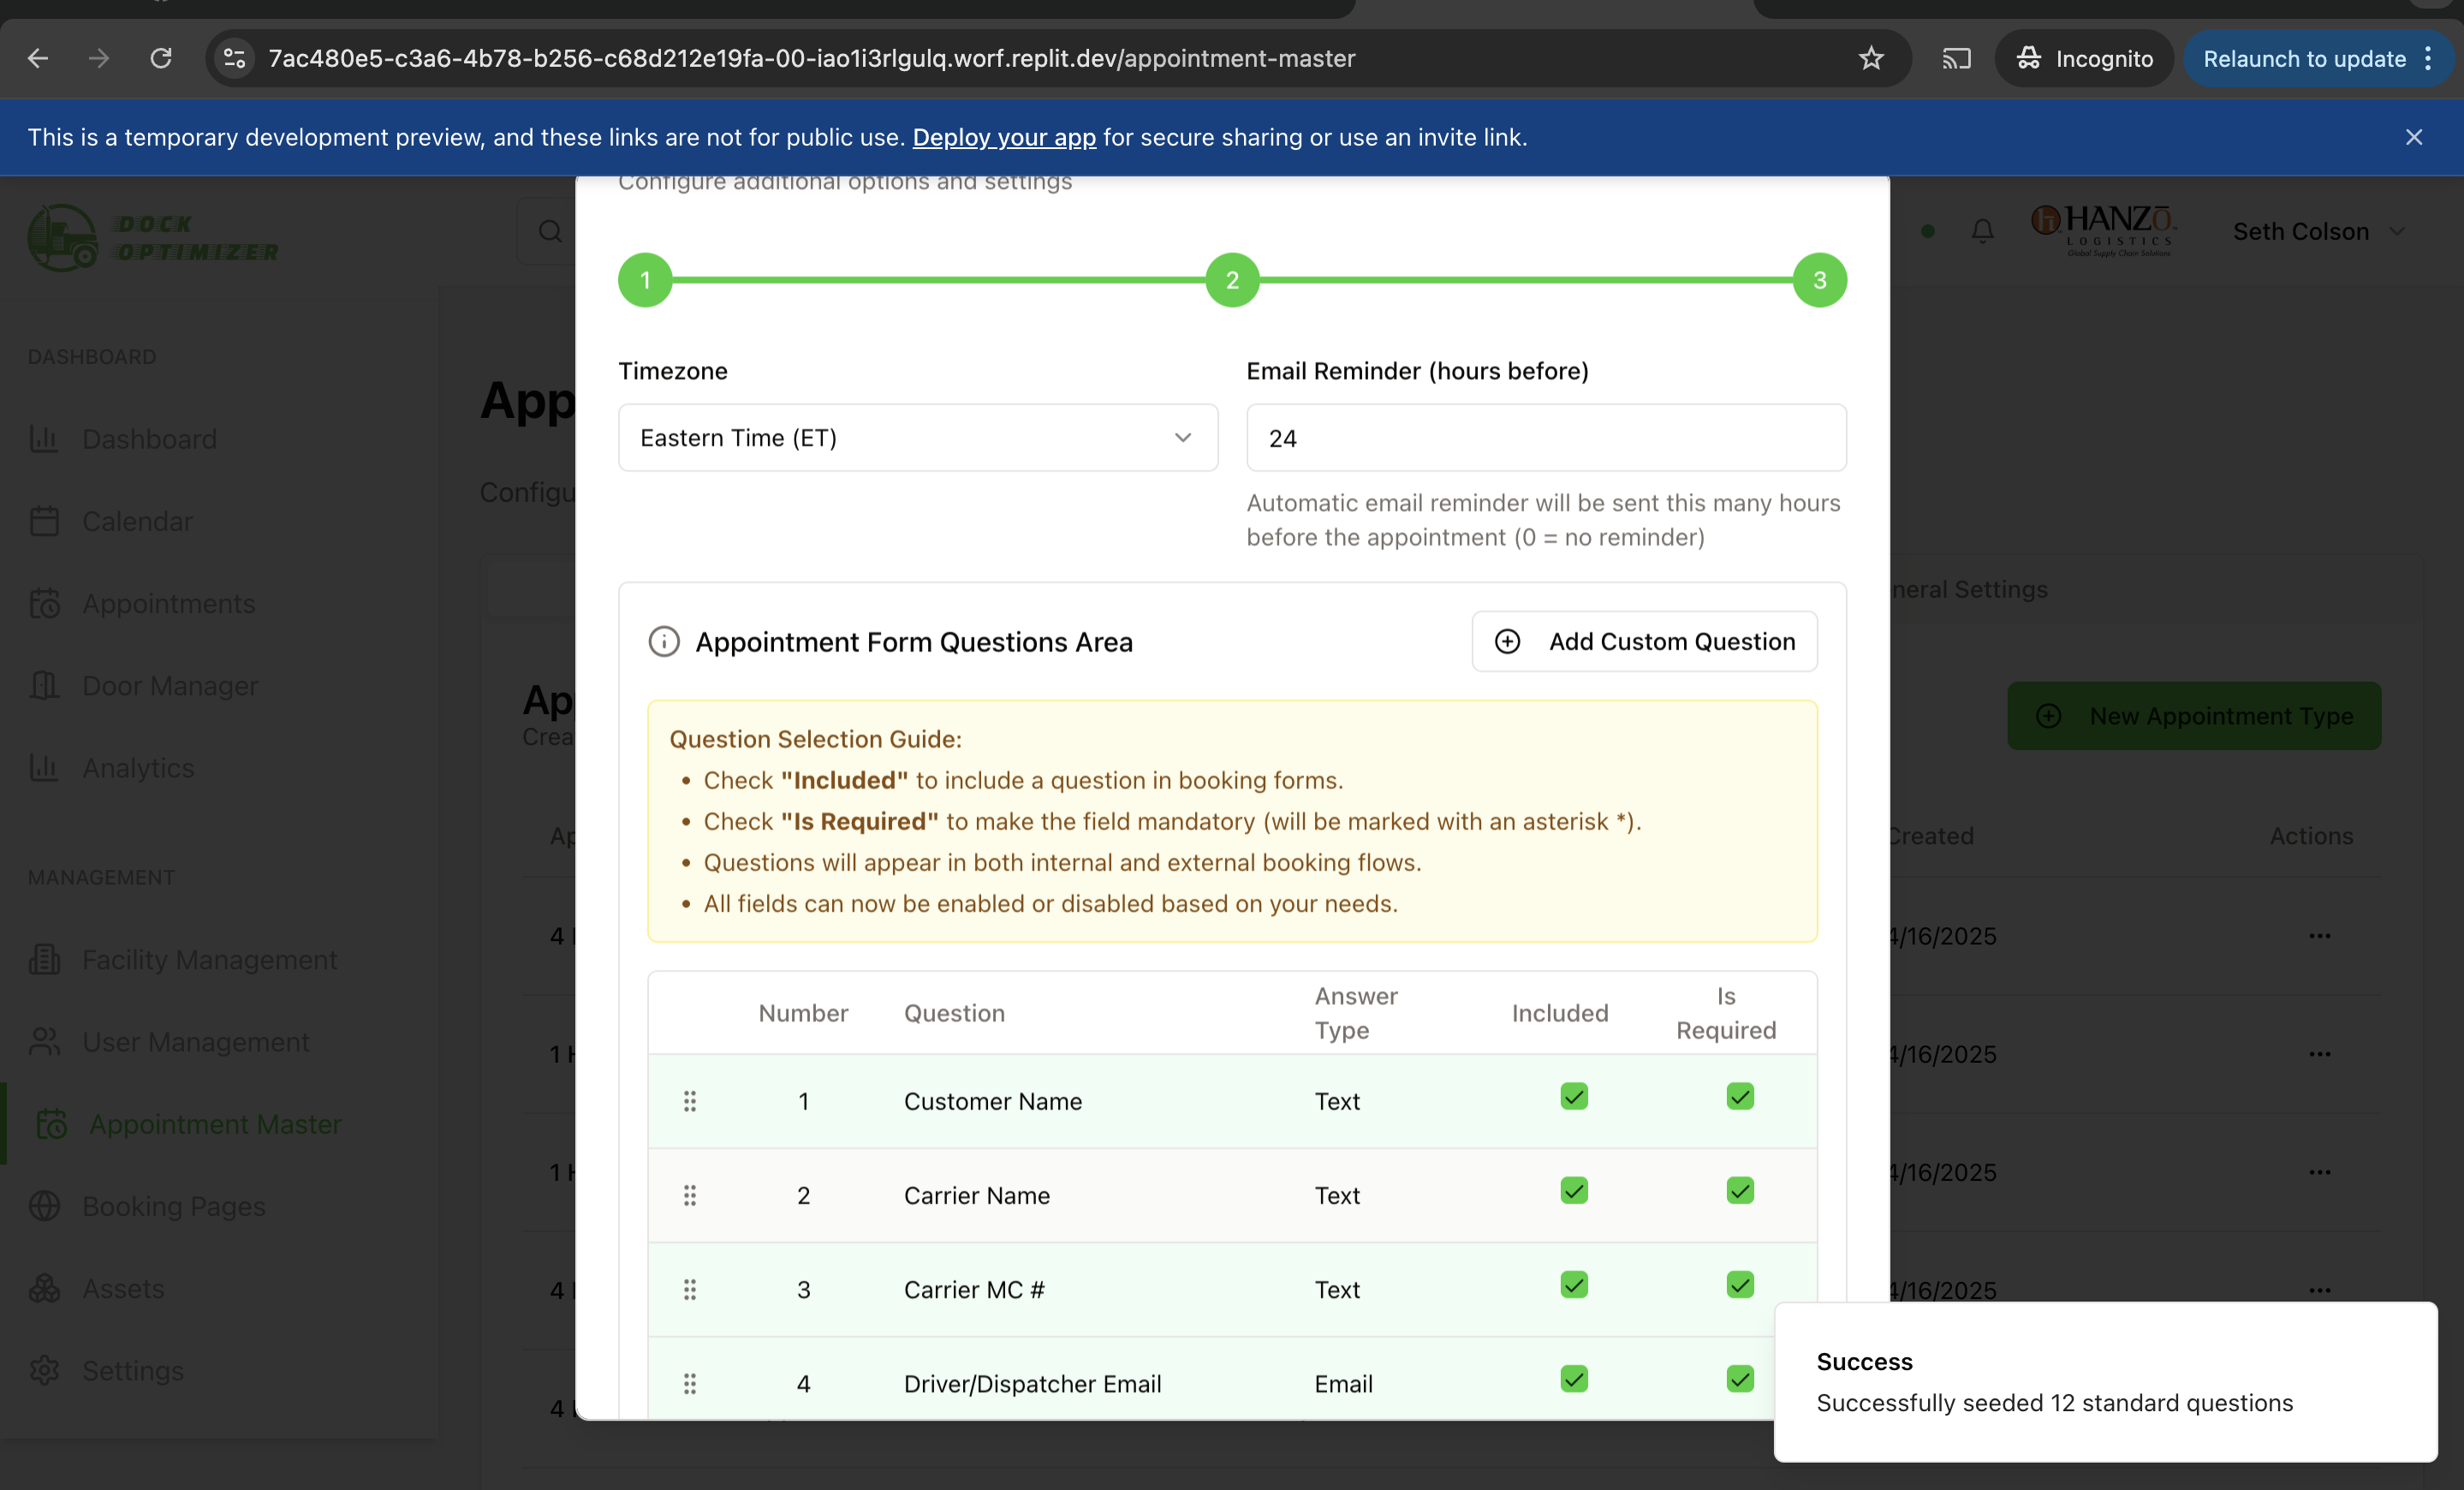 7ac480e5-c3a6-4b78-b256-c68d212e19fa-00-iao1i3rlgulq.worf.replit.dev/appointment-master
Incognito
Relaunch to update
This is a temporary development preview, and these links are not for public use. Deploy your app for secure sharing or use an invite link.
Configure additional options and settings
DOCK
OPTIMIZER
HANZŌ
LOGISTICS
Global Supply Chain Solutions
Seth Colson
1
2
3
DASHBOARD
Dashboard
Calendar
Appointments
Door Manager
Analytics
MANAGEMENT
Facility Management
User Management
Appointment Master
Booking Pages
Assets
Settings
App
Configu
Timezone
Eastern Time (ET)
Email Reminder (hours before)
24
Automatic email reminder will be sent this many hours
before the appointment (0 = no reminder)
neral Settings
Ap
Crea
New Appointment Type
Appointment Form Questions Area
Add Custom Question
Question Selection Guide:
• Check "Included" to include a question in booking forms.
• Check "Is Required" to make the field mandatory (will be marked with an asterisk *).
• Questions will appear in both internal and external booking flows.
• All fields can now be enabled or disabled based on your needs.
Ap
Created
Actions
4
4/16/2025
...
1 H
4/16/2025
...
1 H
4/16/2025
...
4
4/16/2025
...
4
Number
Question
Answer
Type
Included
Is
Required
1
Customer Name
Text
2
Carrier Name
Text
3
Carrier MC #
Text
4
Driver/Dispatcher Email
Email
Success
Successfully seeded 12 standard questions